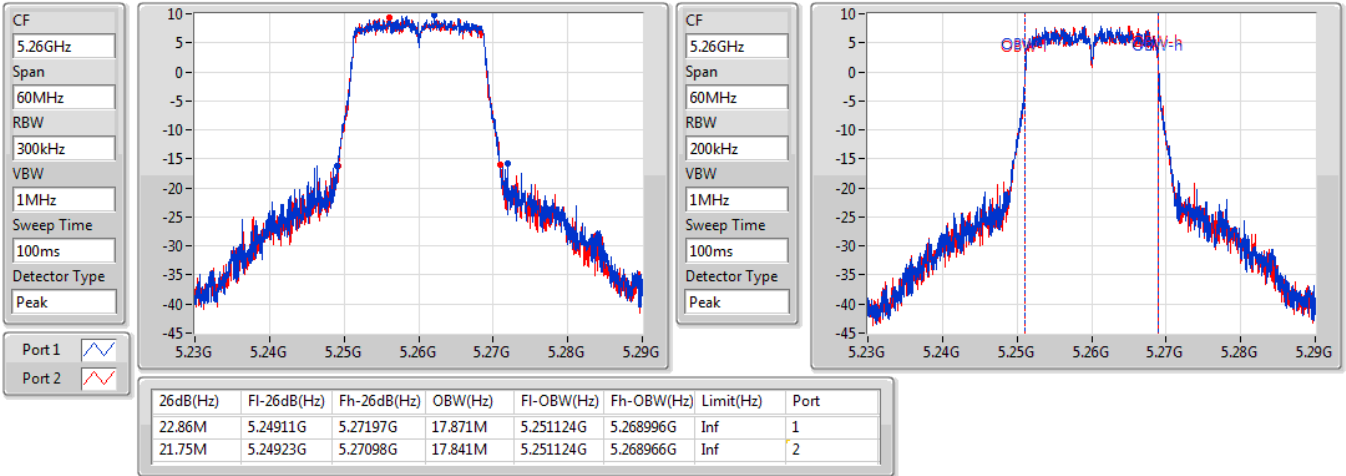 CF
5.26GHz
Span
60MHz
RBW
300kHz
VBW
1MHz
Sweep Time
100ms
Detector Type
Peak
Port 1
Port 2
10
5
0
-5
-10
-15
-20
-25
-30
-35
-40
-45
5.23G 5.24G 5.25G 5.26G 5.27G 5.28G 5.29G
CF
5.26GHz
Span
60MHz
RBW
200kHz
VBW
1MHz
Sweep Time
100ms
Detector Type
Peak
10
5
0
-5
-10
-15
-20
-25
-30
-35
-40
-45
OBW-h
5.23G 5.24G 5.25G 5.26G 5.27G 5.28G 5.29G
26dB(Hz) Fl-26dB(Hz) Fh-26dB(Hz) OBW(Hz) Fl-OBW(Hz) Fh-OBW(Hz) Limit(Hz) Port
22.86M 5.24911G 5.27197G 17.871M 5.251124G 5.268996G Inf 1
21.75M 5.24923G 5.27098G 17.841M 5.251124G 5.268966G Inf 2